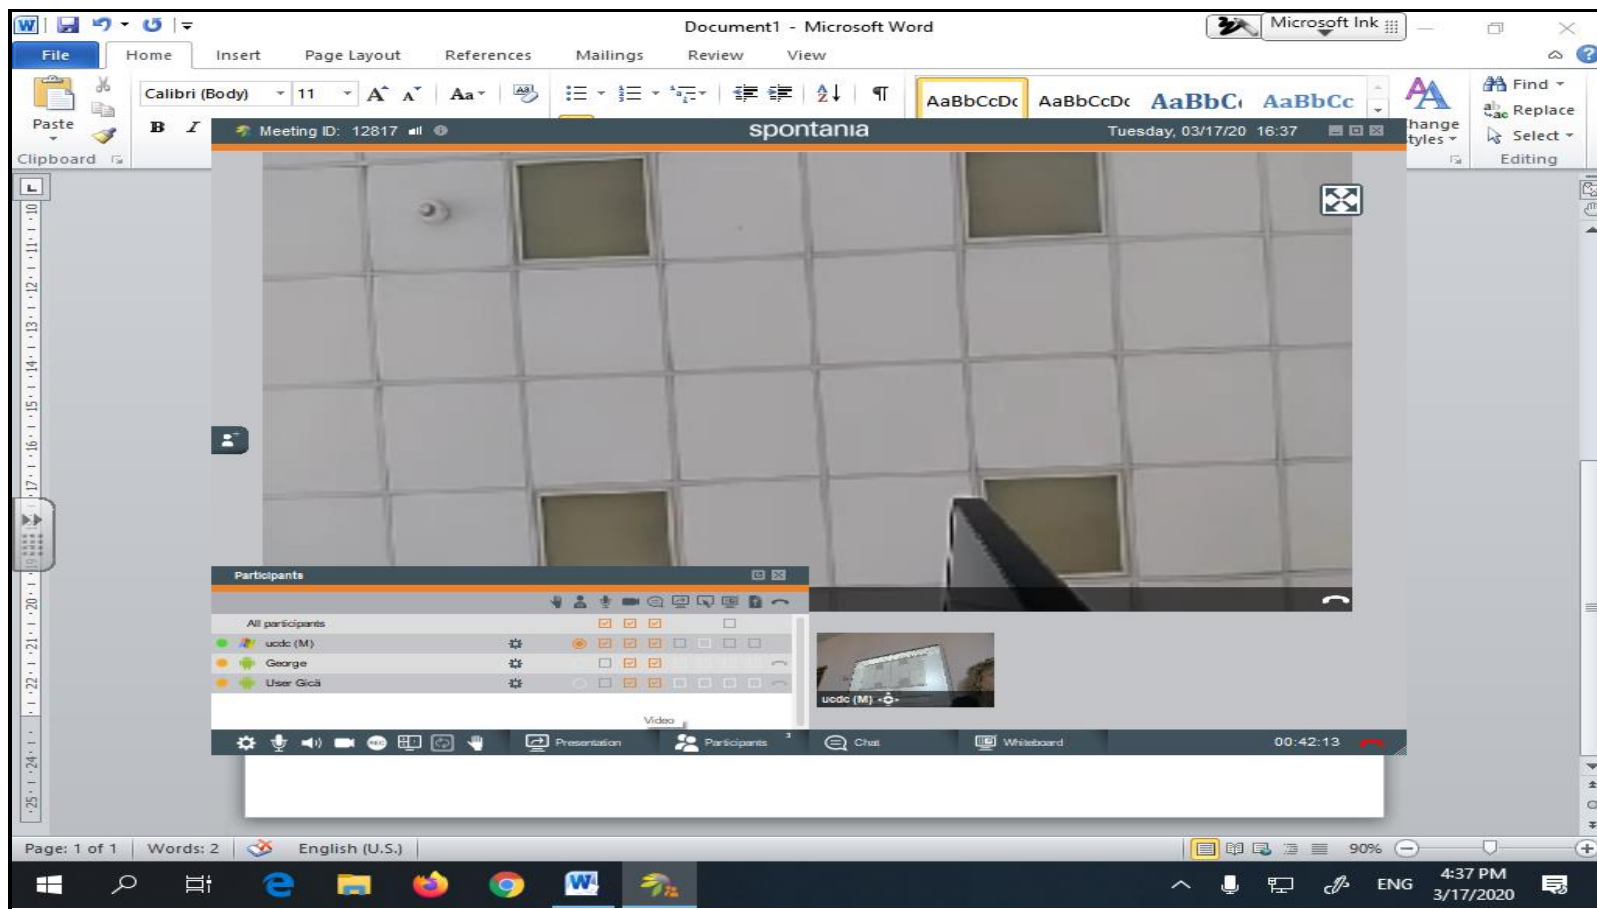 Document1 - Microsoft Word
Microsoft Ink
File Home Insert Page Layout References Mailings Review View
Calibri (Body) 11 Aa
AaBbCcDc AaBbCcDc AaBbC AaBbCc
Find
Replace
Select
Paste
B I
hange
tyles
Clipboard
Editing
Meeting ID: 12817
spontania
Tuesday, 03/17/20 16:37
Participants
All participants
ucdc (M)
George
User Gică
ucdc (M)
Video
Presentation Participants 3 Chat Whiteboard 00:42:13
Page: 1 of 1 Words: 2 English (U.S.) 90%
ENG
4:37 PM
3/17/2020